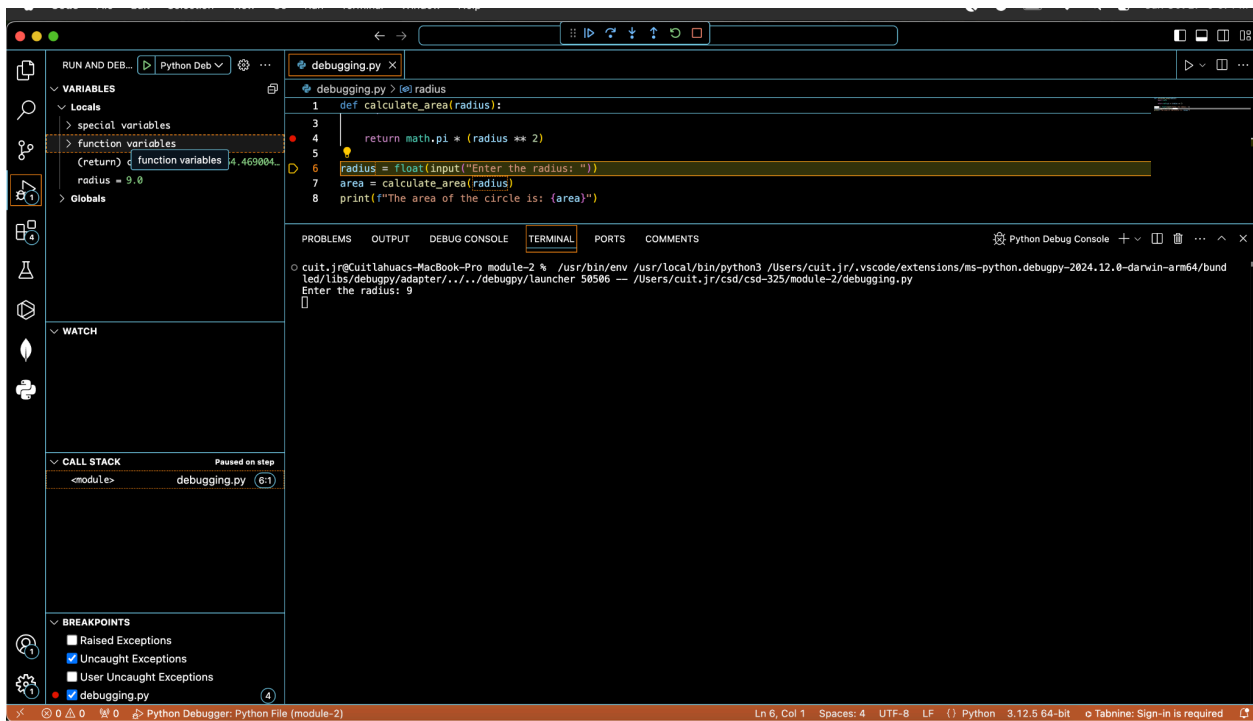 RUN AND DEB... Python Deb ...
VARIABLES
Locals
special variables
function variables
(return) 4.469004...
function variables
radius = 9.0
Globals
WATCH
CALL STACK
Paused on step
<module> debugging.py 6:1
BREAKPOINTS
Raised Exceptions
Uncaught Exceptions
User Uncaught Exceptions
debugging.py 4
1
4
1
1
debugging.py
debugging.py > radius
1 def calculate_area(radius):
3
4 return math.pi * (radius ** 2)
5
6 radius = float(input("Enter the radius: "))
7 area = calculate_area(radius)
8 print(f"The area of the circle is: {area}")
PROBLEMS OUTPUT DEBUG CONSOLE TERMINAL PORTS COMMENTS
Python Debug Console
cuit.jr@Cuitlahuacs-MacBook-Pro module-2 % /usr/bin/env /usr/local/bin/python3 /Users/cuit.jr/.vscode/extensions/ms-python.debugpy-2024.12.0-darwin-arm64/bund
led/libs/debugpy/adapter/../../debugpy/launcher 50506 -- /Users/cuit.jr/csd/csd-325/module-2/debugging.py
Enter the radius: 9
0 0 0 Python Debugger: Python File (module-2) Ln 6, Col 1 Spaces: 4 UTF-8 LF {} Python 3.12.5 64-bit Tabnine: Sign-in is required